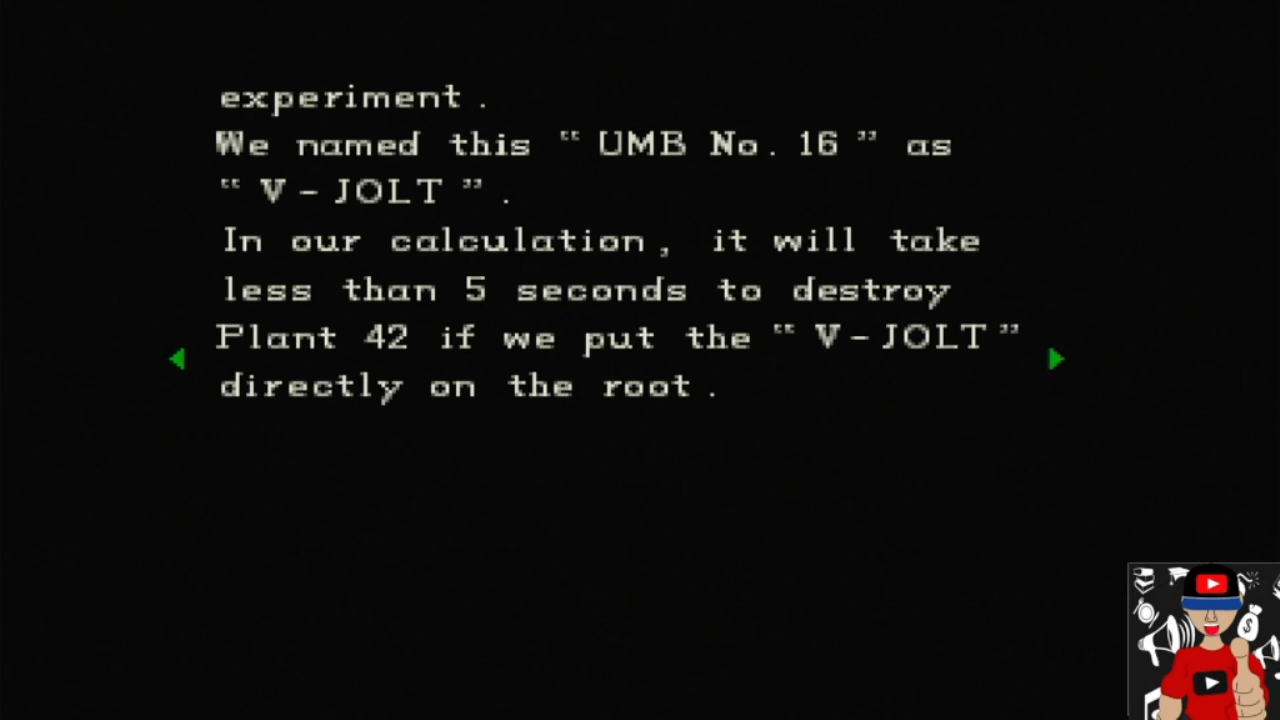 experiment.
We named this “UMB No.16” as
“V-JOLT”.
In our calculation, it will take
less than 5 seconds to destroy
Plant 42 if we put the “V-JOLT”
directly on the root.